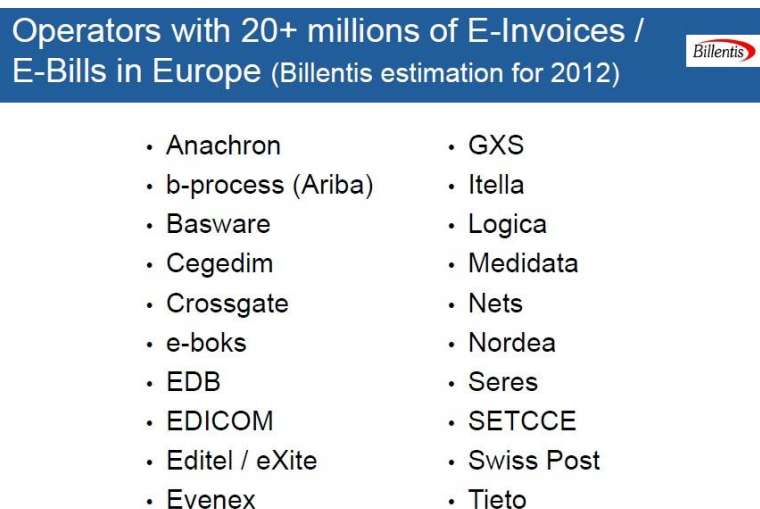 Operators with 20+ millions of E-Invoices /
E-Bills in Europe (Billentis estimation for 2012)
Billentis
• Anachron
• b-process (Ariba)
• Basware
• Cegedim
• Crossgate
• e-boks
• EDB
• EDICOM
• Editel / eXite
• Evenex
• GXS
• Itella
• Logica
• Medidata
• Nets
• Nordea
• Seres
• SETCCE
• Swiss Post
• Tieto